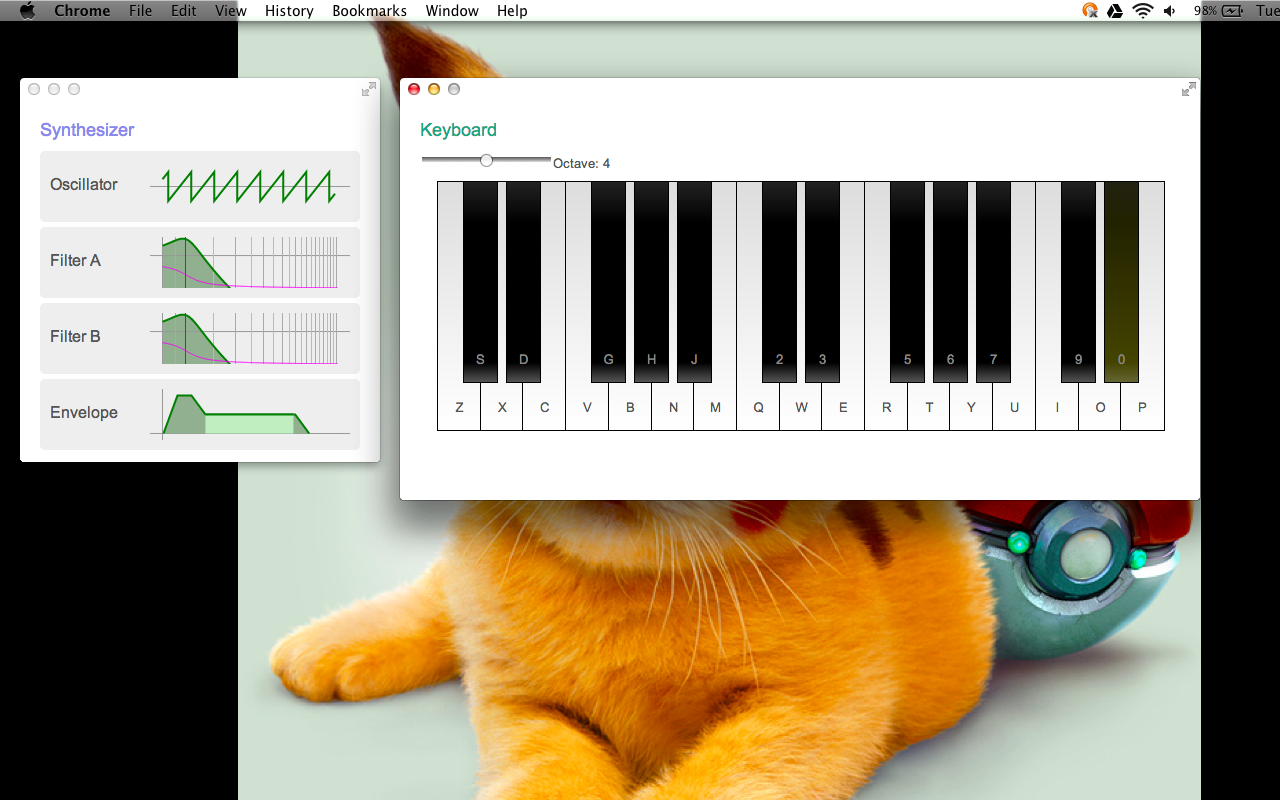 Chrome File Edit View History Bookmarks Window Help 98% Tue
Synthesizer
Oscillator
Filter A
Filter B
Envelope
Keyboard
Octave: 4
S D G H J 2 3 5 6 7 9 0
Z X C V B N M Q W E R T Y U I O P